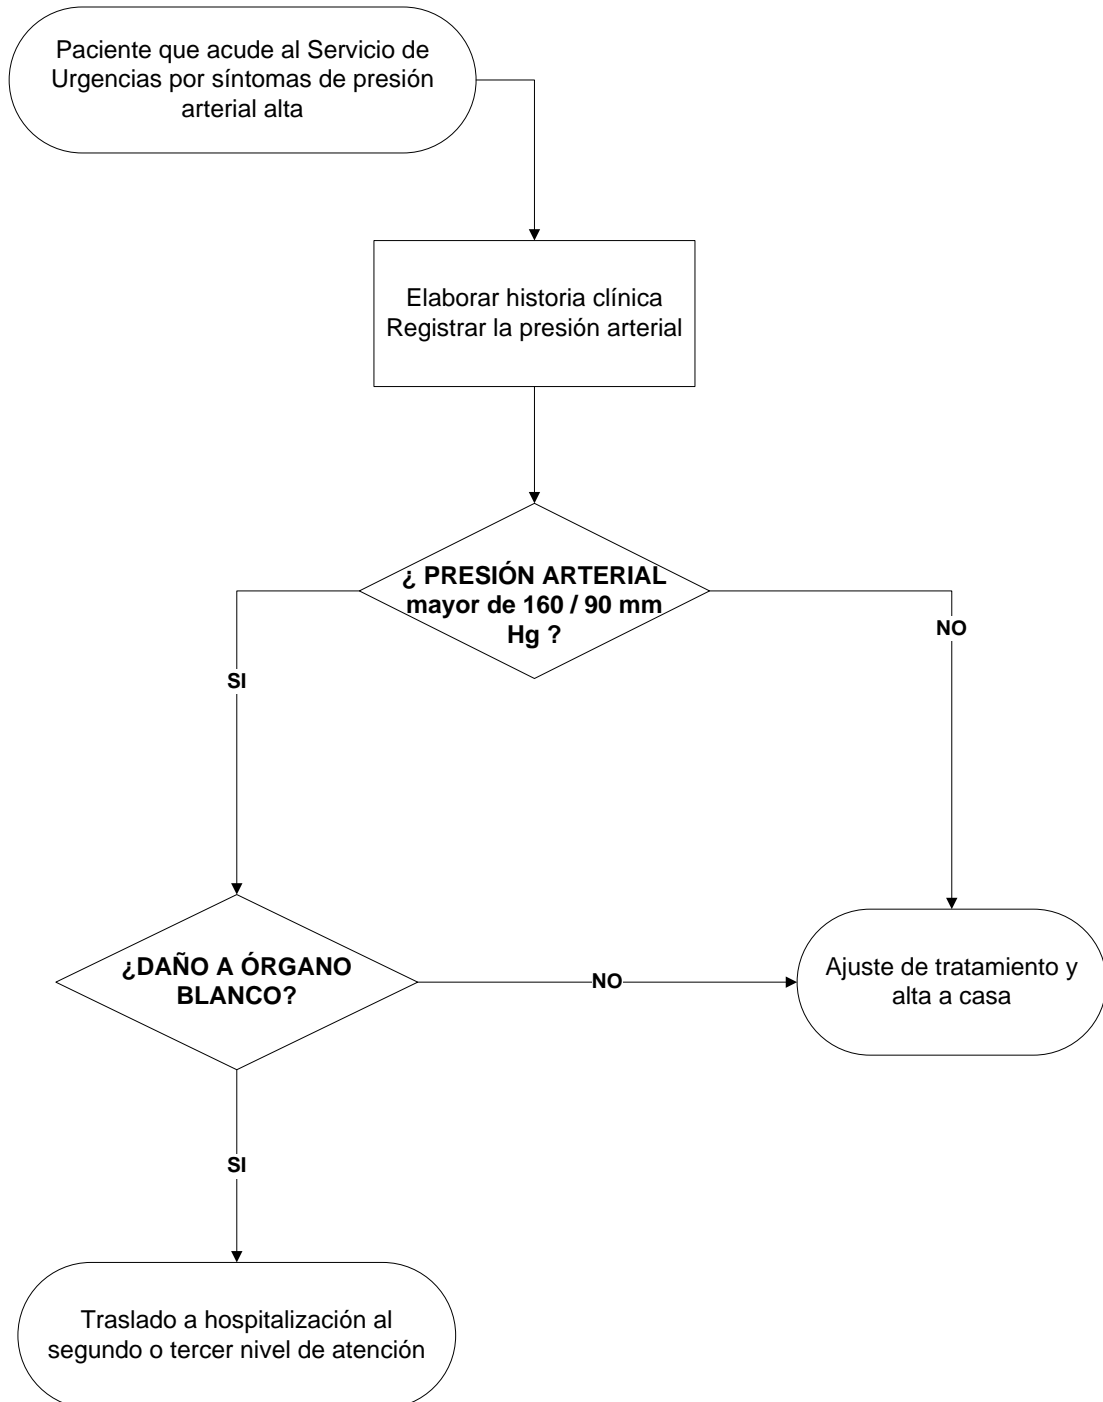 Paciente que acude al Servicio de
Urgencias por síntomas de presión
arterial alta
Elaborar historia clínica
Registrar la presión arterial
¿ PRESIÓN ARTERIAL
mayor de 160 / 90 mm
Hg ?
NO
SI
¿DAÑO A ÓRGANO
BLANCO?
NO
Ajuste de tratamiento y
alta a casa
SI
Traslado a hospitalización al
segundo o tercer nivel de atención